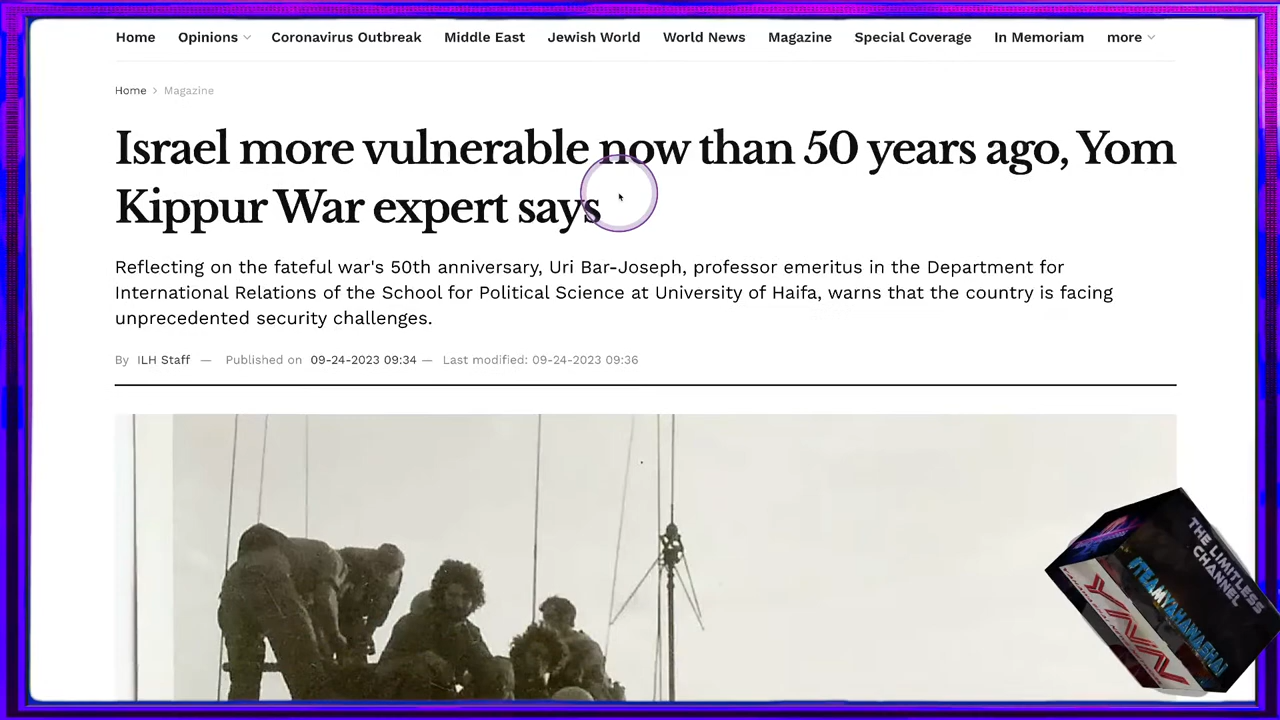 Home Opinions Coronavirus Outbreak Middle East Jewish World World News Magazine Special Coverage In Memoriam more
Home > Magazine
Israel more vulnerable now than 50 years ago, Yom
Kippur War expert says
Reflecting on the fateful war's 50th anniversary, Uri Bar-Joseph, professor emeritus in the Department for
International Relations of the School for Political Science at University of Haifa, warns that the country is facing
unprecedented security challenges.
By ILH Staff — Published on 09-24-2023 09:34 — Last modified: 09-24-2023 09:36
THE LIMITLESS
CHANNEL
#TEAMYAHAWASHAI